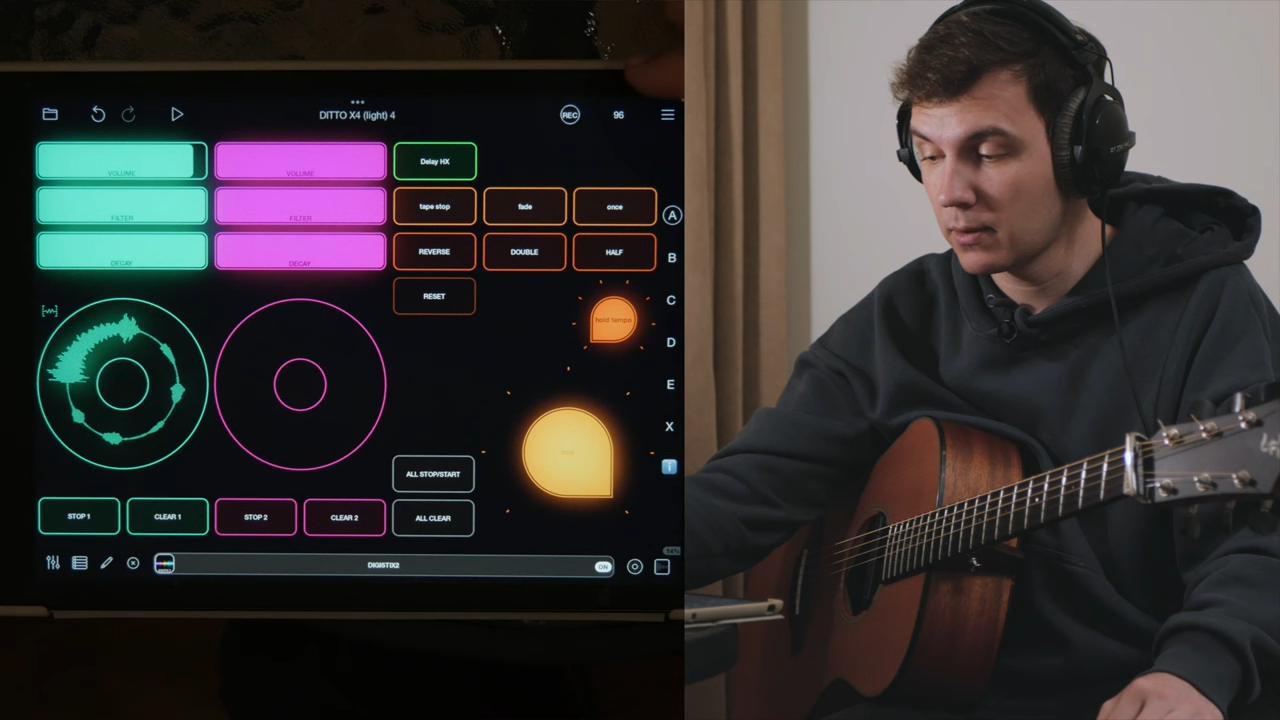 DITTO X4 (light) 4
REC
96
VOLUME
VOLUME
Delay HX
FILTER
FILTER
tape stop
fade
once
A
DECAY
DECAY
REVERSE
DOUBLE
HALF
B
RESET
C
hold tempo
D
E
X
ALL STOP/START
STOP 1
CLEAR 1
STOP 2
CLEAR 2
ALL CLEAR
DIGISTIX2
ON